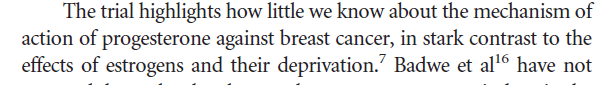 The trial highlights how little we know about the mechanism of
action of progesterone against breast cancer, in stark contrast to the
effects of estrogens and their deprivation.⁷ Badwe et al¹⁶ have not